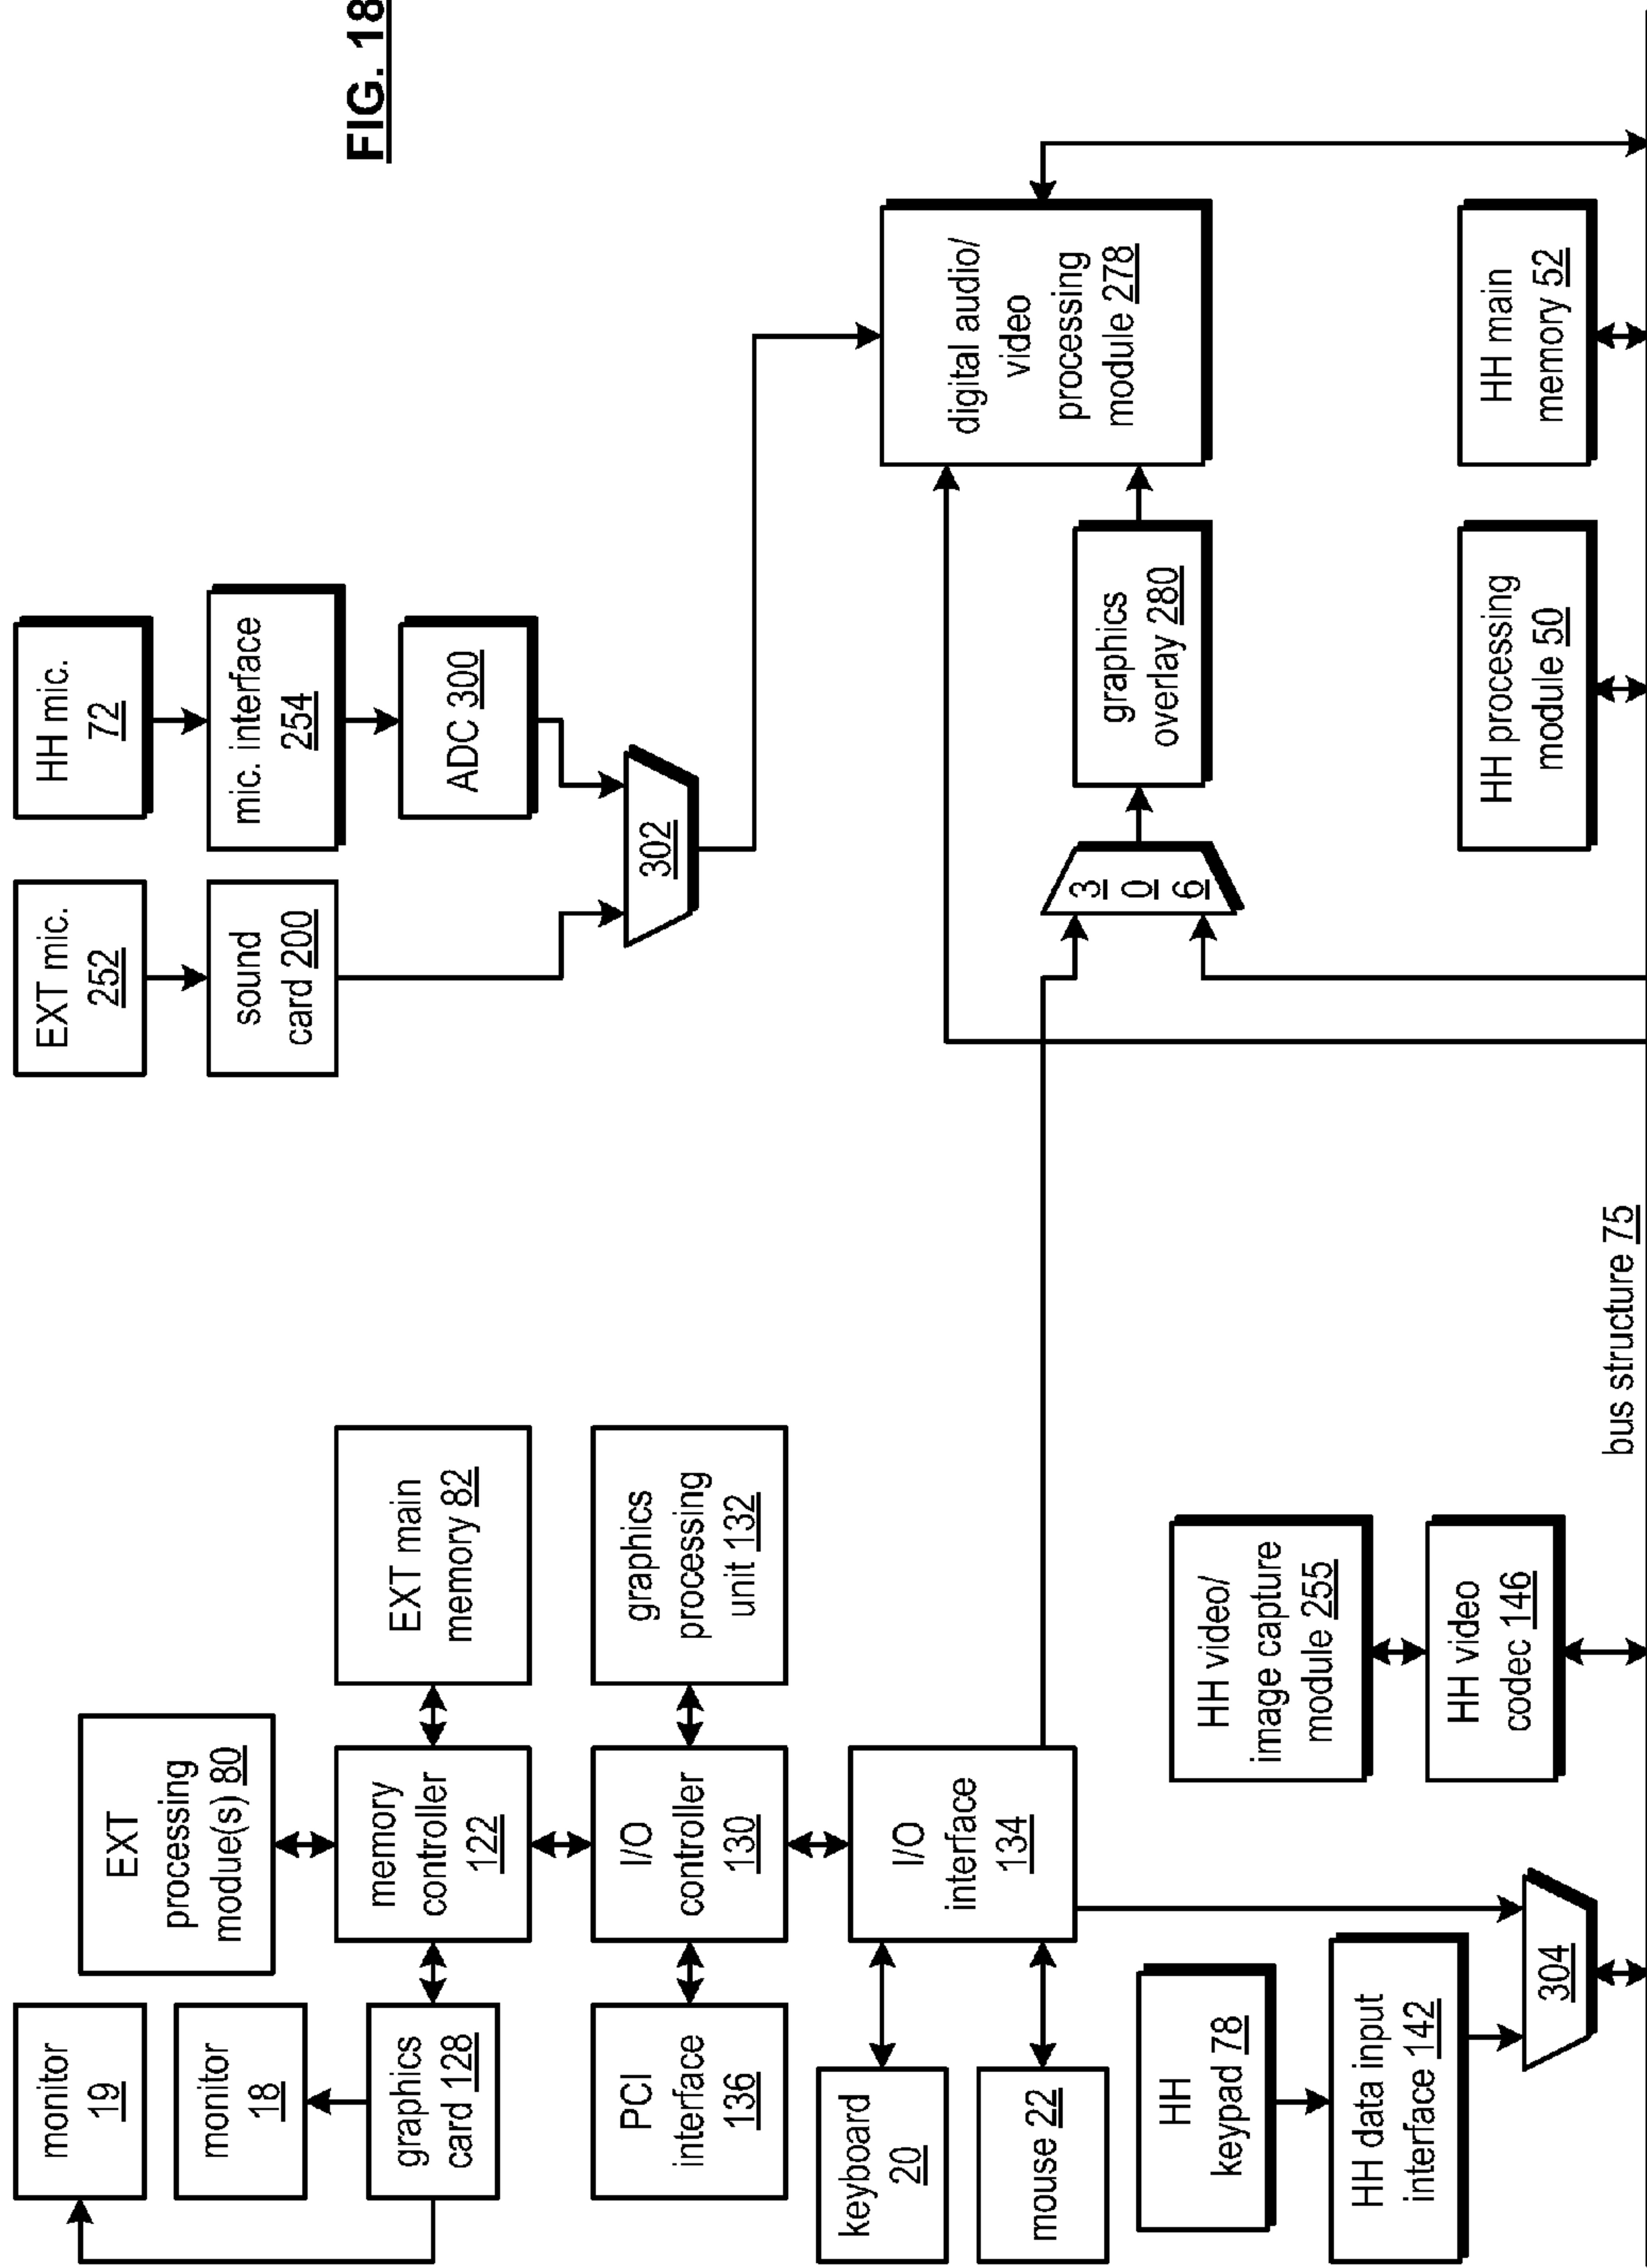 FIG. 18
monitor
19
monitor
18
graphics
card 128
EXT
processing
modue(s) 80
memory
controller
122
EXT main
memory 82
PCI
interface
136
I/O
controller
130
graphics
processing
unit 132
keyboard
20
mouse 22
I/O
interface
134
HH
keypad 78
HH data input
interface 142
304
HH video/
image capture
module 255
HH video
codec 146
bus structure 75
EXT mic.
252
sound
card 200
HH mic.
72
mic. interface
254
ADC 300
302
306
graphics
overlay 280
digital audio/
video
processing
module 278
HH processing
module 50
HH main
memory 52